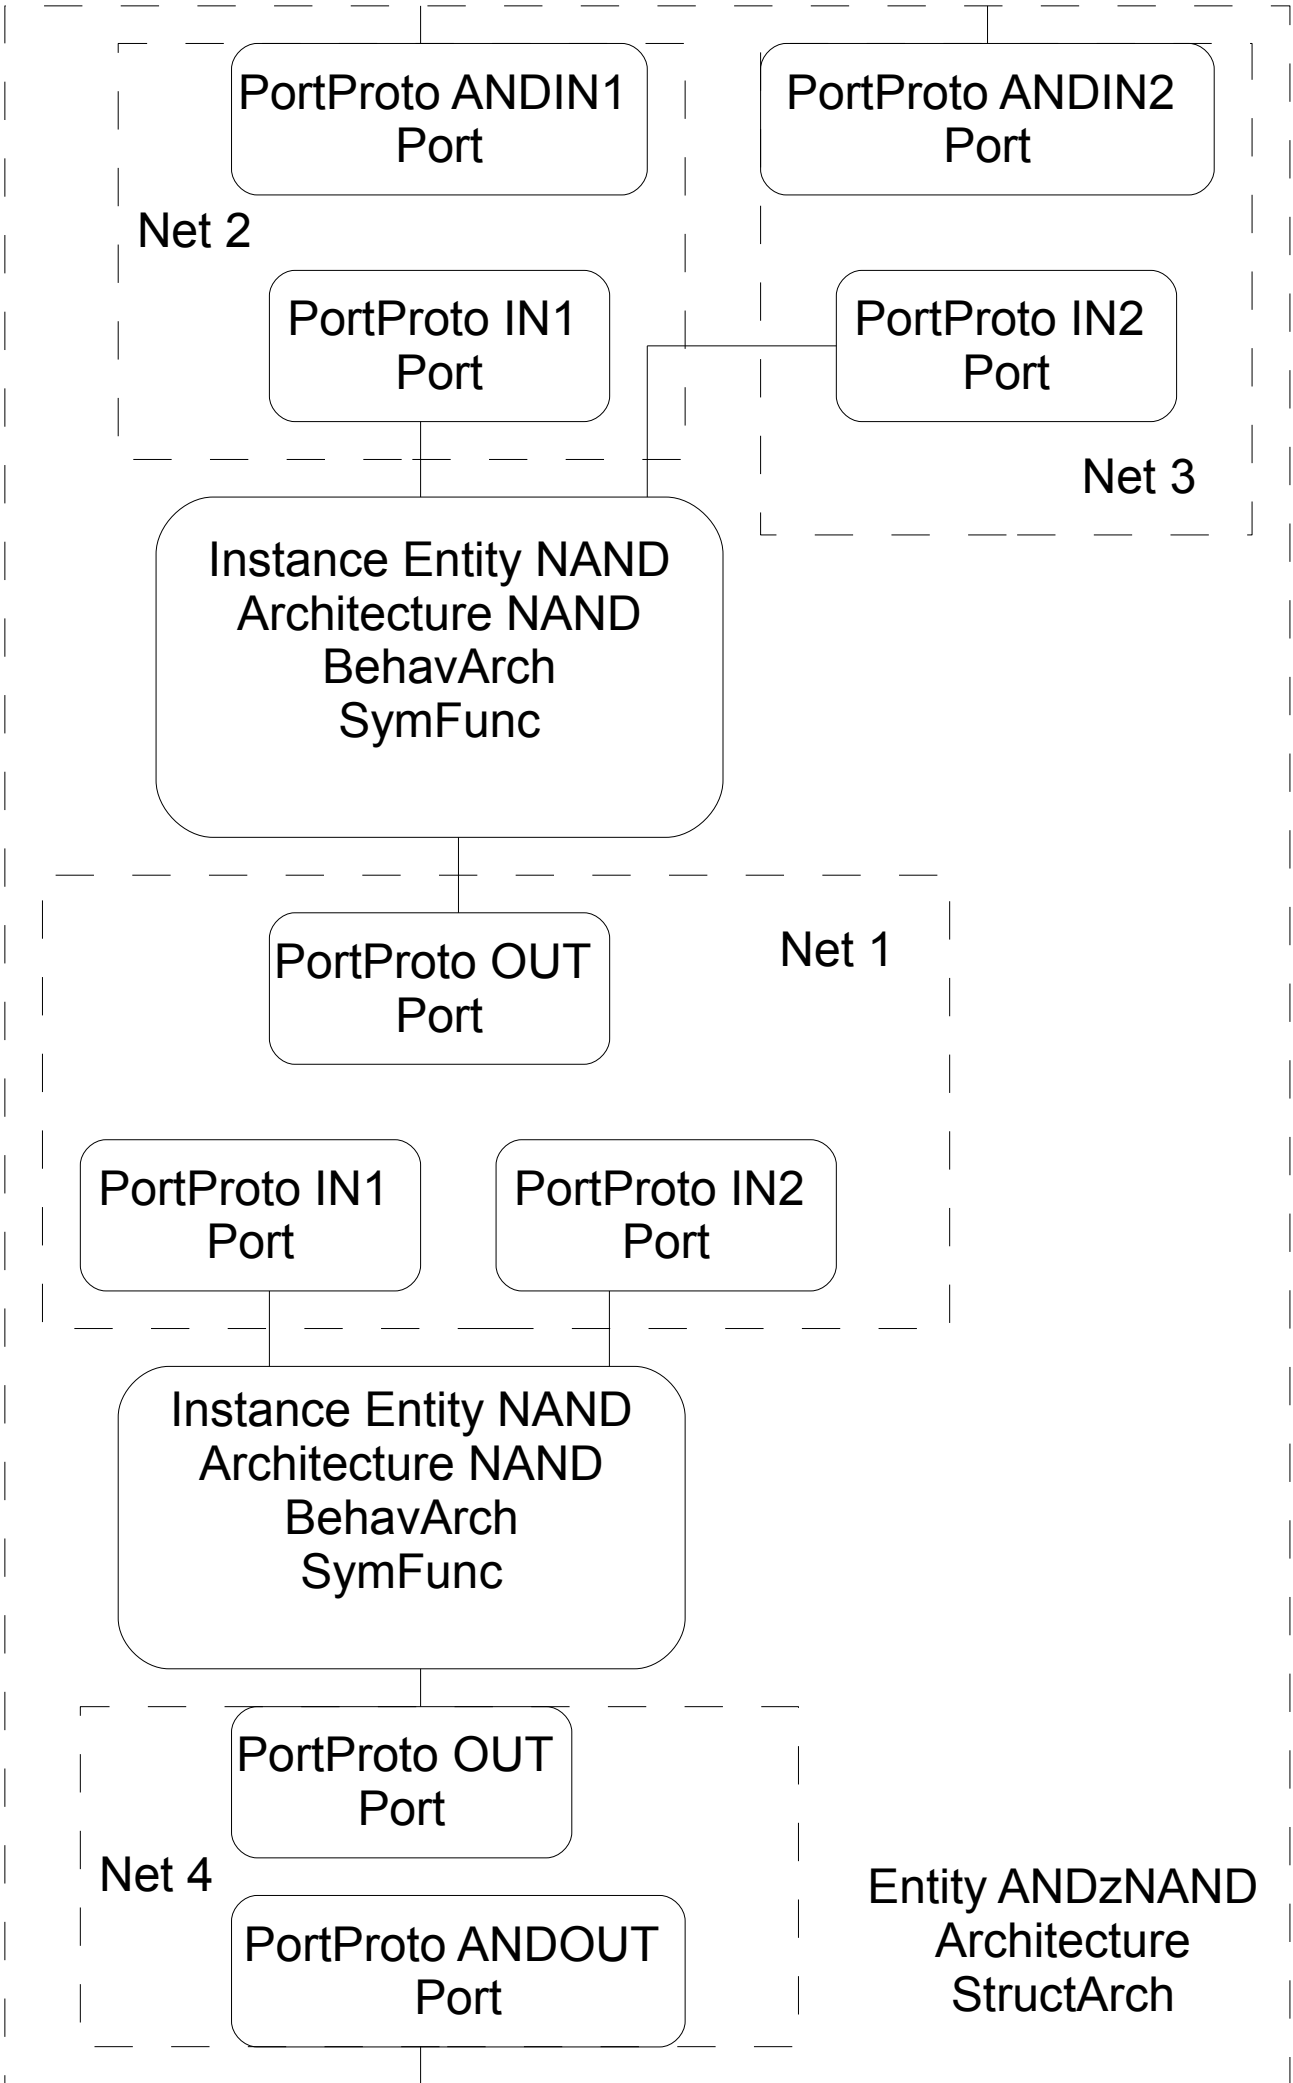 PortProto ANDIN1
Port
PortProto ANDIN2
Port
Net 2
PortProto IN1
Port
PortProto IN2
Port
Net 3
Instance Entity NAND
Architecture NAND
BehavArch
SymFunc
Net 1
PortProto OUT
Port
PortProto IN1
Port
PortProto IN2
Port
Instance Entity NAND
Architecture NAND
BehavArch
SymFunc
PortProto OUT
Port
Net 4
PortProto ANDOUT
Port
Entity ANDzNAND
Architecture
StructArch